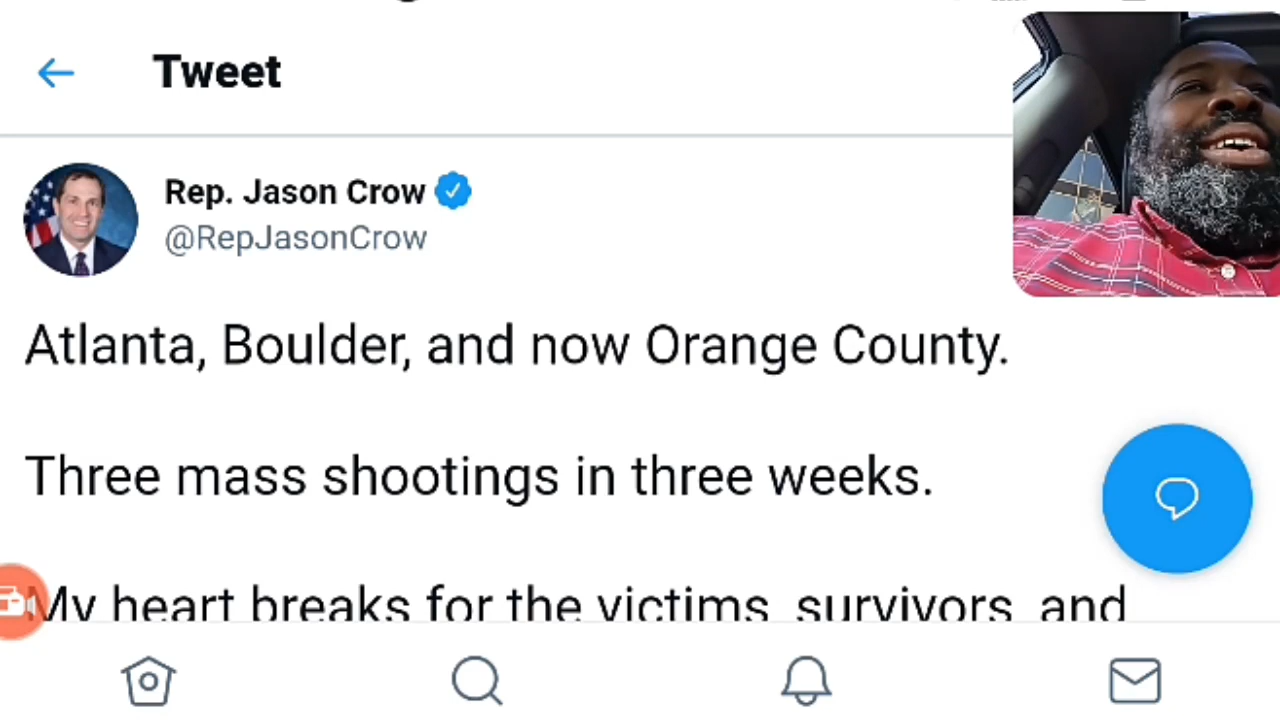 Tweet
Rep. Jason Crow
@RepJasonCrow
Atlanta, Boulder, and now Orange County.
Three mass shootings in three weeks.
My heart breaks for the victims, survivors, and